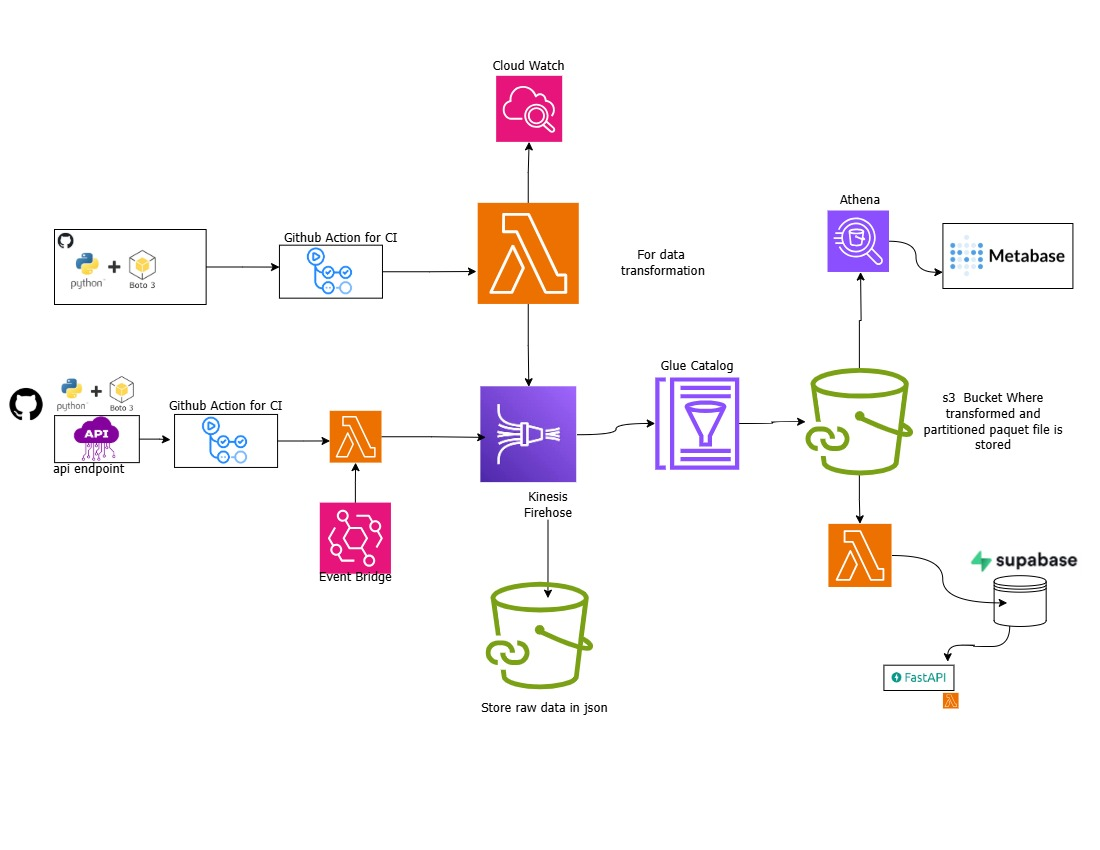 Cloud Watch
Github Action for CI
python
Boto 3
For data
transformation
Athena
Metabase
python
Boto 3
API
api endpoint
Github Action for CI
Event Bridge
Kinesis
Firehose
Glue Catalog
s3  Bucket Where
transformed and
partitioned paquet file is
stored
Store raw data in json
supabase
FastAPI